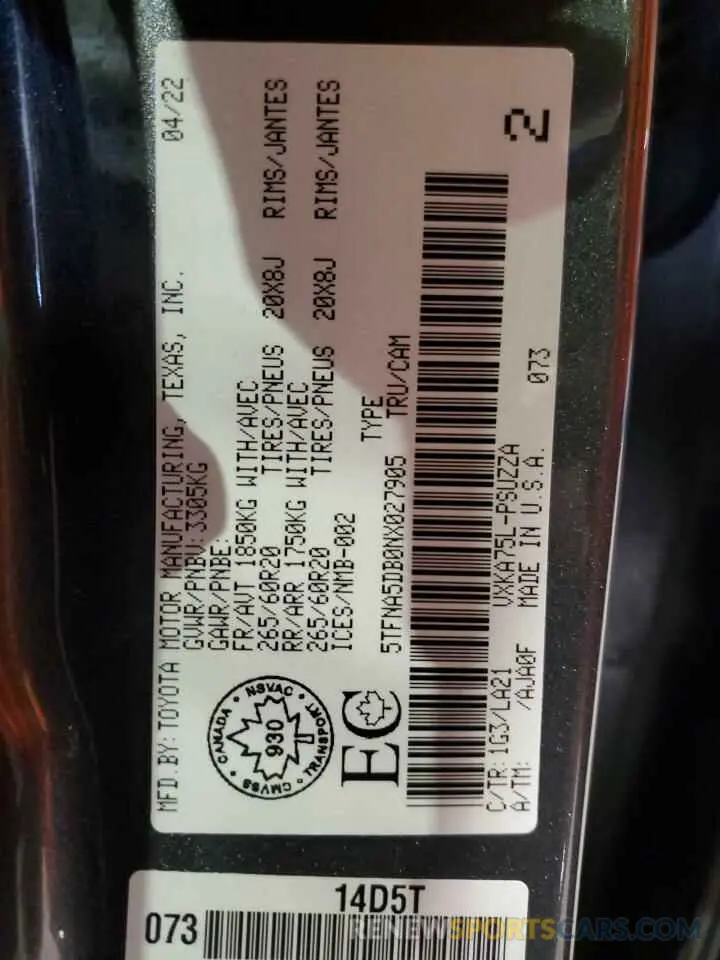 MFD. BY: TOYOTA MOTOR MANUFACTURING, TEXAS, INC. 04/22
GVWR/PNBV: 3305KG
GAWR/PNBE:
FR/AVT 1850KG WITH/AVEC
265/60R20 TIRES/PNEUS 20X8J RIMS/JANTES
RR/ARR 1750KG WITH/AVEC
265/60R20 TIRES/PNEUS 20X8J RIMS/JANTES
ICES/NMB-002
CANADA • NSVAC • TRANSPORT • CMVSS •
930
EC
TYPE
5TFNA5DB0NX027905 TRU/CAM
C/TR: 1G3/LA21 VXKA75L-PSUZZA 073
A/TM: /AJA0F MADE IN U.S.A.
2
14D5T
073
RENEWSPORTSCARS.COM